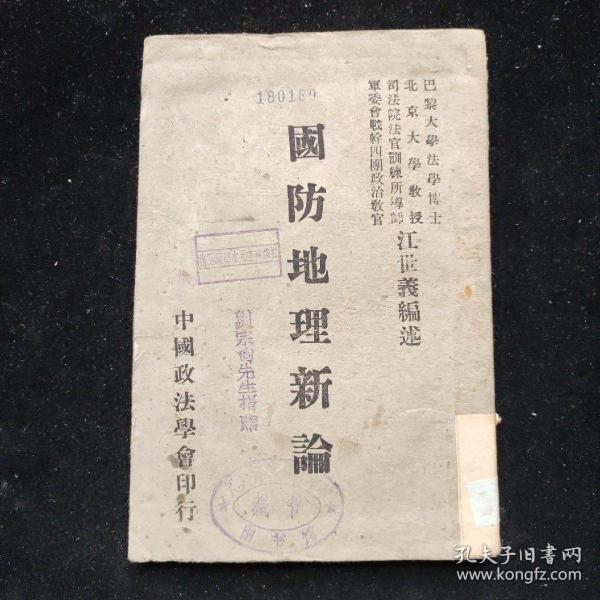 巴黎大學法學博士
北京大學教授
司法院法官訓練所導師
軍委會戰幹四團政治教官
江世義編述
國防地理新論
180189
劉宗向先生捐贈
中國政法學會印行
藏書
孔夫子旧书网
www.kongfz.com